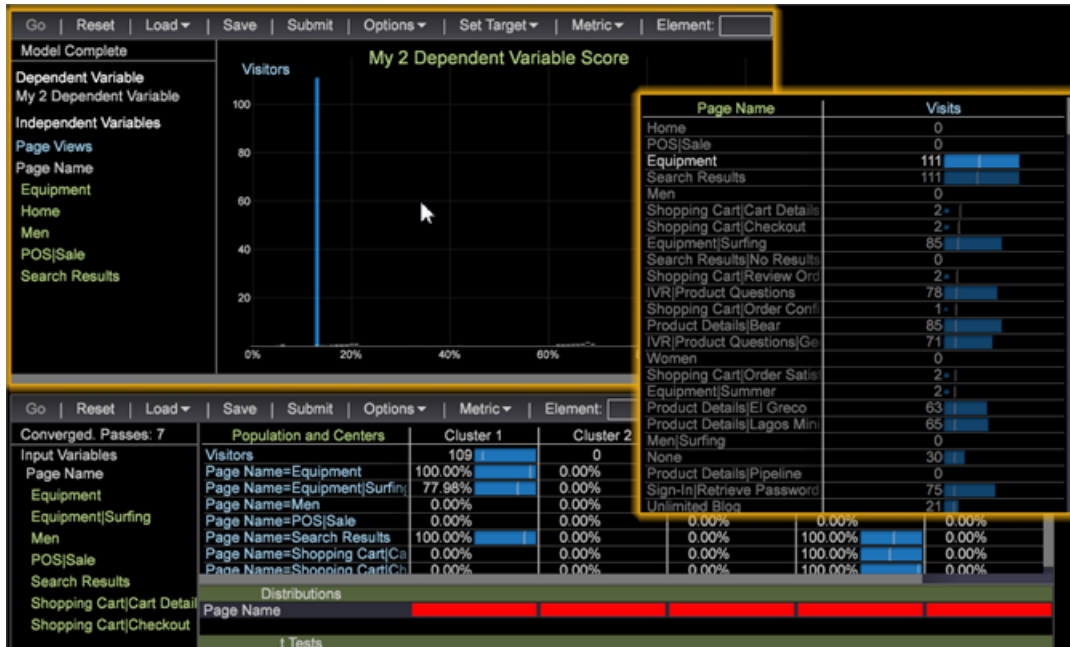 Go | Reset | Load | Save | Submit | Options | Set Target | Metric | Element:
Model Complete
Dependent Variable
My 2 Dependent Variable
Independent Variables
Page Views
Page Name
Equipment
Home
Men
POS|Sale
Search Results
My 2 Dependent Variable Score
Visitors
100
80
60
40
20
0% 20% 40% 60%
Page Name Visits
Home 0
POS|Sale 0
Equipment 111
Search Results 111
Men 0
Shopping Cart|Cart Details 2
Shopping Cart|Checkout 2
Equipment|Surfing 85
Search Results|No Results 0
Shopping Cart|Review Ord 2
IVR|Product Questions 78
Shopping Cart|Order Confi 1
Product Details|Bear 85
IVR|Product Questions|Ge 71
Women 0
Shopping Cart|Order Satis 2
Equipment|Summer 2
Product Details|El Greco 63
Product Details|Lagos Mini 65
Men|Surfing 0
None 30
Product Details|Pipeline 0
Sign-In|Retrieve Password 75
Unlimited Blog 21
Go | Reset | Load | Save | Submit | Options | Metric | Element:
Converged. Passes: 7
Input Variables
Page Name
Equipment
Equipment|Surfing
Men
POS|Sale
Search Results
Shopping Cart|Cart Detail
Shopping Cart|Checkout
Population and Centers Cluster 1 Cluster 2
Visitors 109 0
Page Name=Equipment 100.00% 0.00%
Page Name=Equipment|Surfing 77.98% 0.00%
Page Name=Men 0.00% 0.00%
Page Name=POS|Sale 0.00% 0.00% 0.00% 0.00% 0.00%
Page Name=Search Results 100.00% 0.00% 0.00% 100.00% 0.00%
Page Name=Shopping Cart|Ca 0.00% 0.00% 0.00% 100.00% 0.00%
Page Name=Shopping Cart|Ch 0.00% 0.00% 0.00% 100.00% 0.00%
Distributions
Page Name
t Tests